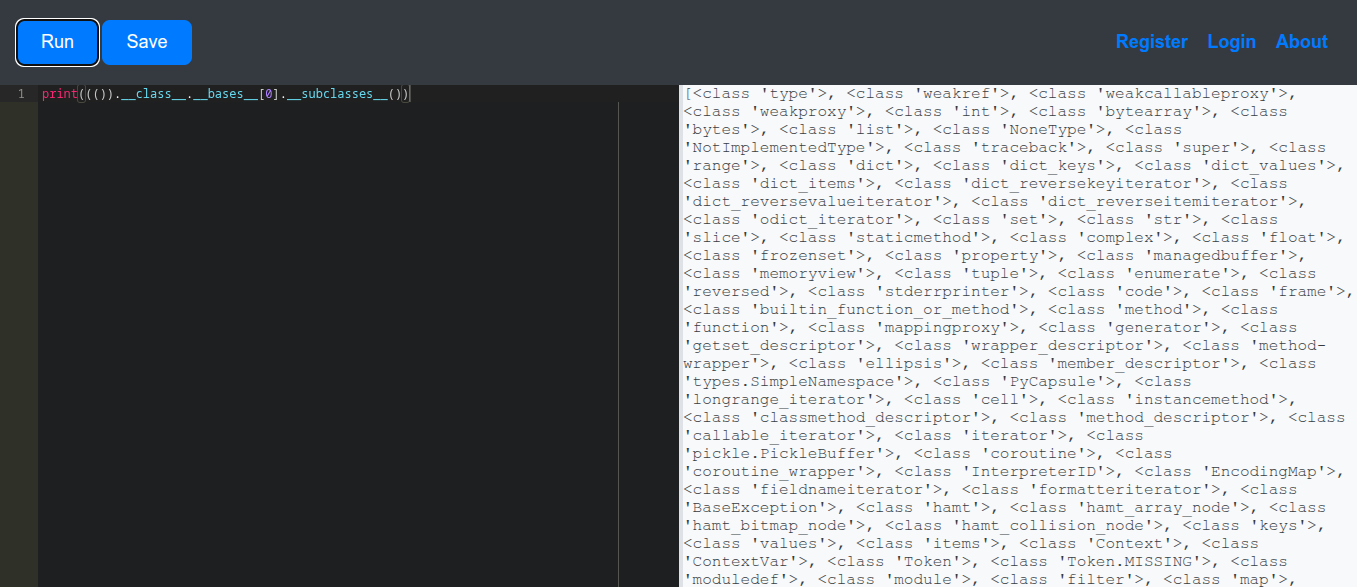 Run Save Register Login About
1 print((()).__class__.__bases__[0].__subclasses__())
[<class 'type'>, <class 'weakref'>, <class 'weakcallableproxy'>,
<class 'weakproxy'>, <class 'int'>, <class 'bytearray'>, <class
'bytes'>, <class 'list'>, <class 'NoneType'>, <class
'NotImplementedType'>, <class 'traceback'>, <class 'super'>, <class
'range'>, <class 'dict'>, <class 'dict_keys'>, <class 'dict_values'>,
<class 'dict_items'>, <class 'dict_reversekeyiterator'>, <class
'dict_reversevalueiterator'>, <class 'dict_reverseitemiterator'>,
<class 'odict_iterator'>, <class 'set'>, <class 'str'>, <class
'slice'>, <class 'staticmethod'>, <class 'complex'>, <class 'float'>,
<class 'frozenset'>, <class 'property'>, <class 'managedbuffer'>,
<class 'memoryview'>, <class 'tuple'>, <class 'enumerate'>, <class
'reversed'>, <class 'stderrprinter'>, <class 'code'>, <class 'frame'>,
<class 'builtin_function_or_method'>, <class 'method'>, <class
'function'>, <class 'mappingproxy'>, <class 'generator'>, <class
'getset_descriptor'>, <class 'wrapper_descriptor'>, <class 'method-
wrapper'>, <class 'ellipsis'>, <class 'member_descriptor'>, <class
'types.SimpleNamespace'>, <class 'PyCapsule'>, <class
'longrange_iterator'>, <class 'cell'>, <class 'instancemethod'>,
<class 'classmethod_descriptor'>, <class 'method_descriptor'>, <class
'callable_iterator'>, <class 'iterator'>, <class
'pickle.PickleBuffer'>, <class 'coroutine'>, <class
'coroutine_wrapper'>, <class 'InterpreterID'>, <class 'EncodingMap'>,
<class 'fieldnameiterator'>, <class 'formatteriterator'>, <class
'BaseException'>, <class 'hamt'>, <class 'hamt_array_node'>, <class
'hamt_bitmap_node'>, <class 'hamt_collision_node'>, <class 'keys'>,
<class 'values'>, <class 'items'>, <class 'Context'>, <class
'ContextVar'>, <class 'Token'>, <class 'Token.MISSING'>, <class
'moduledef'>, <class 'module'>, <class 'filter'>, <class 'map'>,